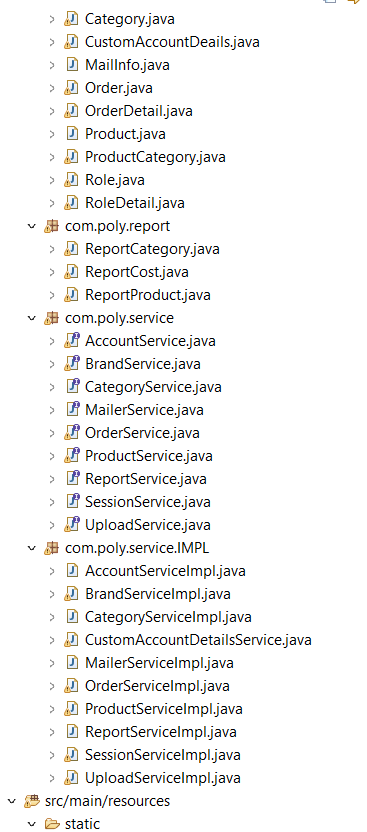 Category.java
CustomAccountDeails.java
MailInfo.java
Order.java
OrderDetail.java
Product.java
ProductCategory.java
Role.java
RoleDetail.java
com.poly.report
ReportCategory.java
ReportCost.java
ReportProduct.java
com.poly.service
AccountService.java
BrandService.java
CategoryService.java
MailerService.java
OrderService.java
ProductService.java
ReportService.java
SessionService.java
UploadService.java
com.poly.service.IMPL
AccountServiceImpl.java
BrandServiceImpl.java
CategoryServiceImpl.java
CustomAccountDetailsService.java
MailerServiceImpl.java
OrderServiceImpl.java
ProductServiceImpl.java
ReportServiceImpl.java
SessionServiceImpl.java
UploadServiceImpl.java
src/main/resources
static